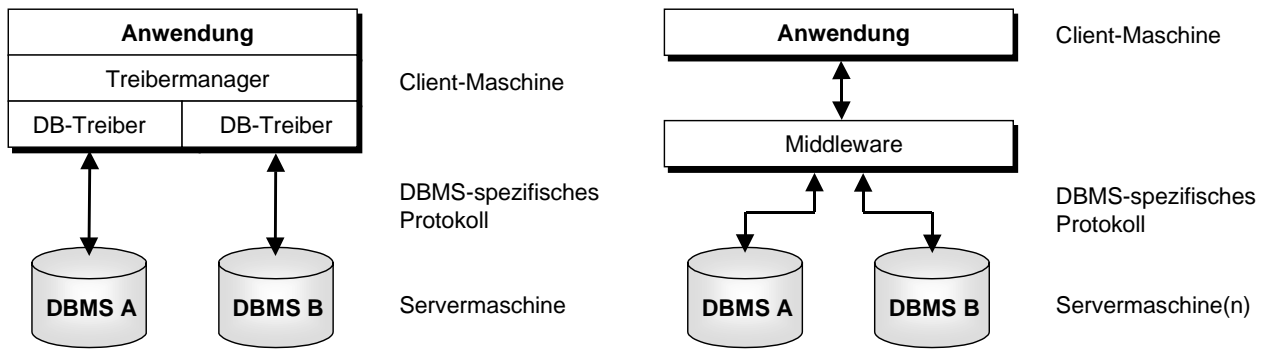 Anwendung
Treibermanager
DB-Treiber
DB-Treiber
Client-Maschine
DBMS-spezifisches
Protokoll
DBMS A
DBMS B
Servermaschine
Anwendung
Client-Maschine
Middleware
DBMS-spezifisches
Protokoll
DBMS A
DBMS B
Servermaschine(n)